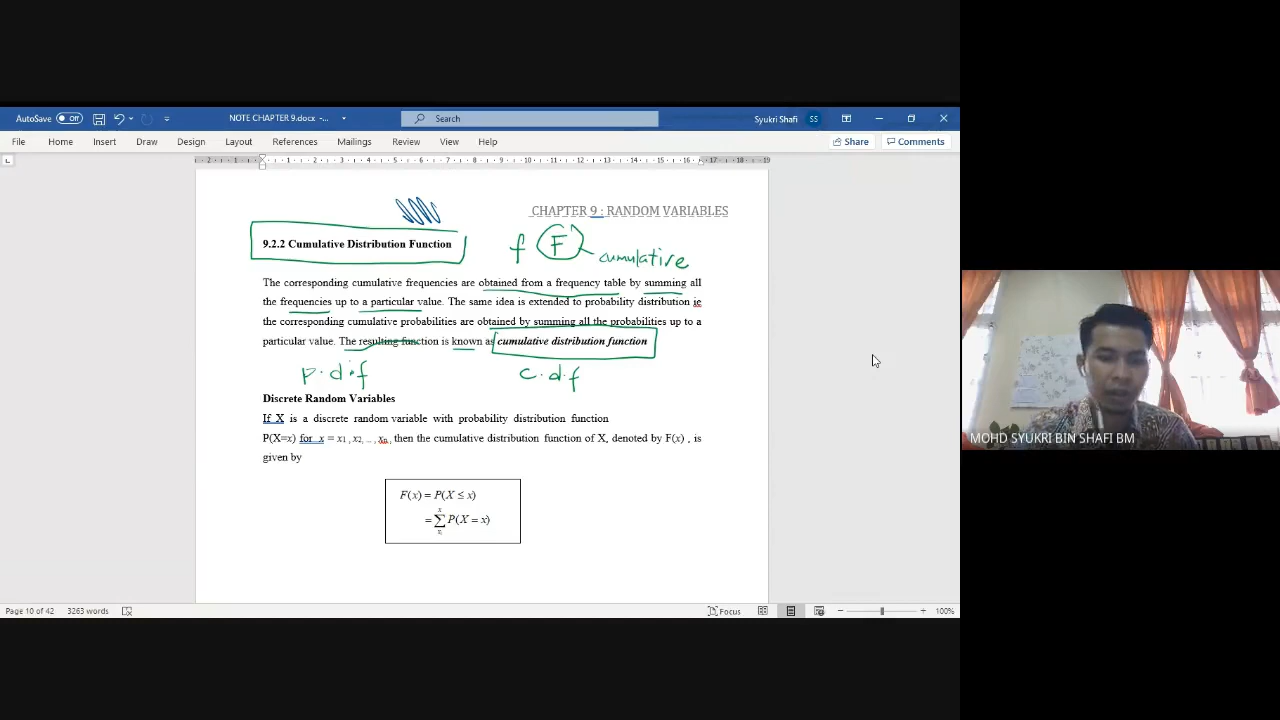 AutoSave Off NOTE CHAPTER 9.docx -... Search Syukri Shafi SS
File Home Insert Draw Design Layout References Mailings Review View Help Share Comments
CHAPTER 9 : RANDOM VARIABLES
9.2.2 Cumulative Distribution Function
f F cumulative
The corresponding cumulative frequencies are obtained from a frequency table by summing all
the frequencies up to a particular value. The same idea is extended to probability distribution ie
the corresponding cumulative probabilities are obtained by summing all the probabilities up to a
particular value. The resulting function is known as cumulative distribution function
p.d.f c.d.f
Discrete Random Variables
If X is a discrete random variable with probability distribution function
P(X=x) for x = x1 , x2, ... , xn , then the cumulative distribution function of X, denoted by F(x) , is
given by
F(x) = P(X ≤ x)
= ∑ P(X = x)
MOHD SYUKRI BIN SHAFI BM
Page 10 of 42 3263 words Focus 100%